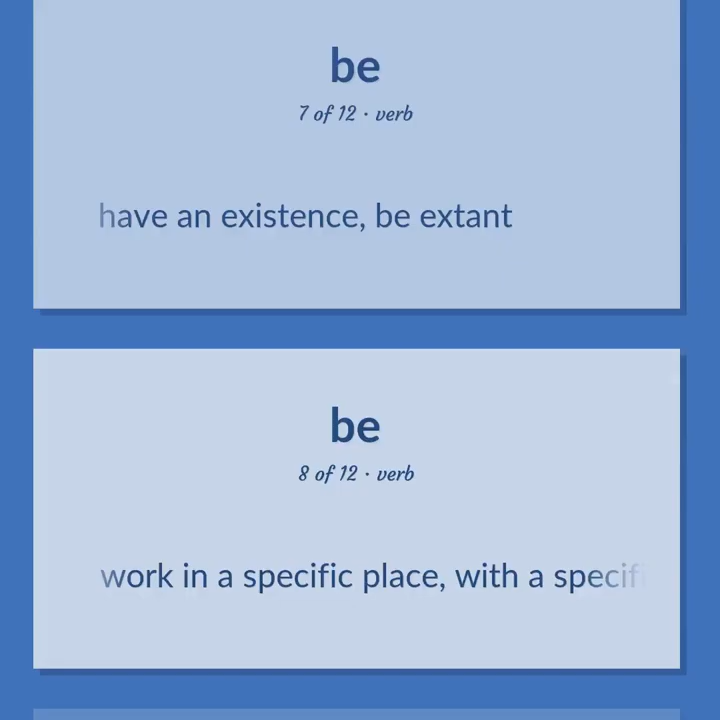 be
7 of 12 · verb
have an existence, be extant
be
8 of 12 · verb
work in a specific place, with a